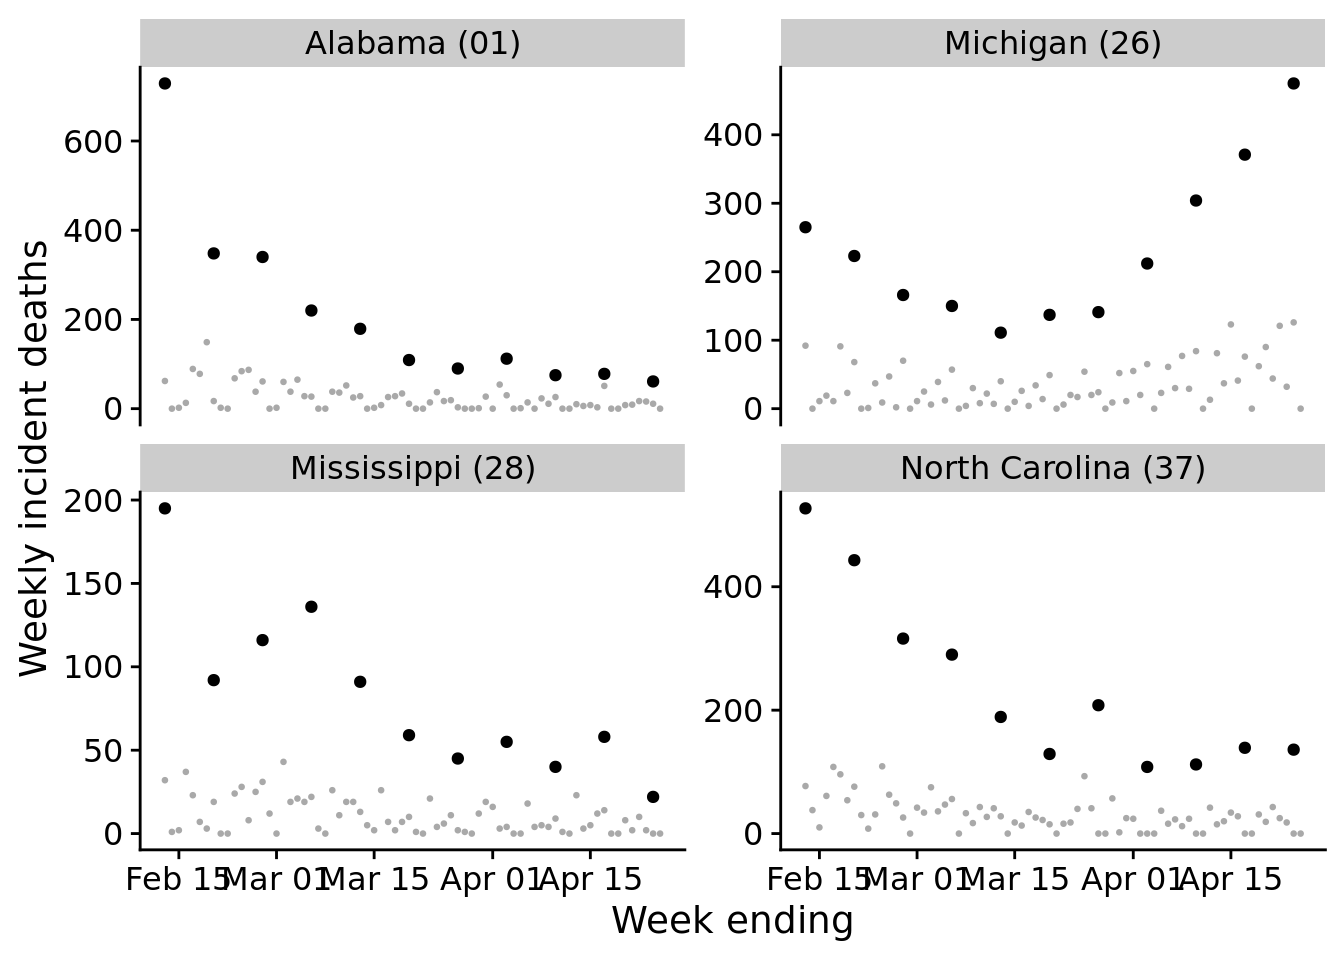 Alabama (01)
Michigan (26)
600
400
200
0
400
300
200
100
0
Mississippi (28)
North Carolina (37)
200
150
100
50
0
400
200
0
Feb 15 Mar 01 Mar 15 Apr 01 Apr 15
Feb 15 Mar 01 Mar 15 Apr 01 Apr 15
Week ending
Weekly incident deaths